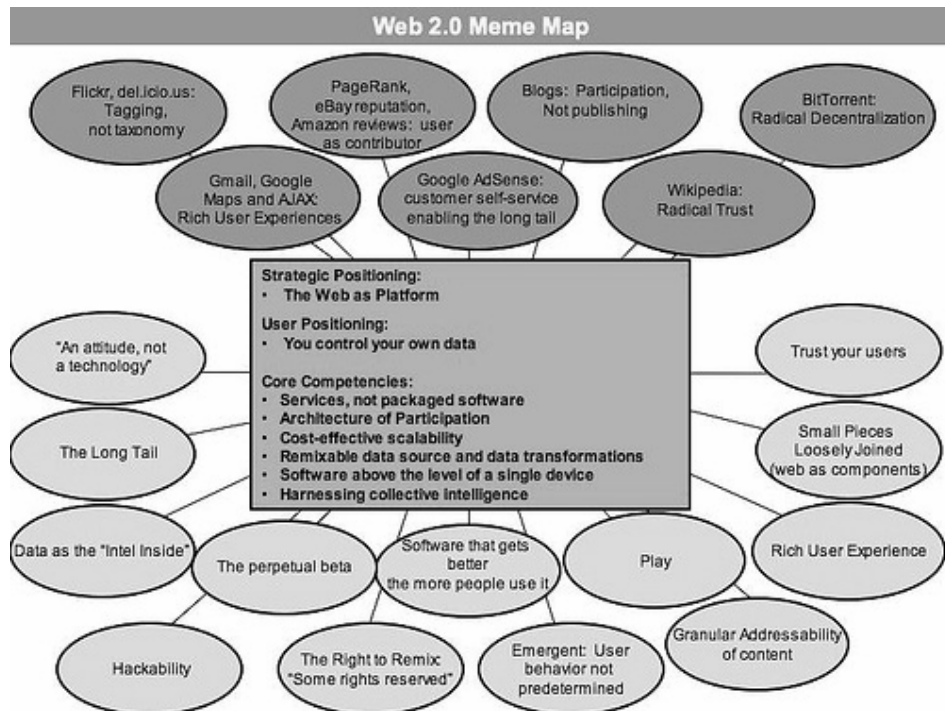 Web 2.0 Meme Map
Flickr, del.icio.us:
Tagging,
not taxonomy
PageRank,
eBay reputation,
Amazon reviews: user
as contributor
Blogs: Participation,
Not publishing
BitTorrent:
Radical Decentralization
Gmail, Google
Maps and AJAX:
Rich User Experiences
Google AdSense:
customer self-service
enabling the long tail
Wikipedia:
Radical Trust
Strategic Positioning:
• The Web as Platform
User Positioning:
• You control your own data
Core Competencies:
• Services, not packaged software
• Architecture of Participation
• Cost-effective scalability
• Remixable data source and data transformations
• Software above the level of a single device
• Harnessing collective intelligence
"An attitude, not
a technology"
Trust your users
The Long Tail
Small Pieces
Loosely Joined
(web as components)
Data as the "Intel Inside"
The perpetual beta
Software that gets
better
the more people use it
Play
Rich User Experience
Hackability
The Right to Remix:
"Some rights reserved"
Emergent: User
behavior not
predetermined
Granular Addressability
of content